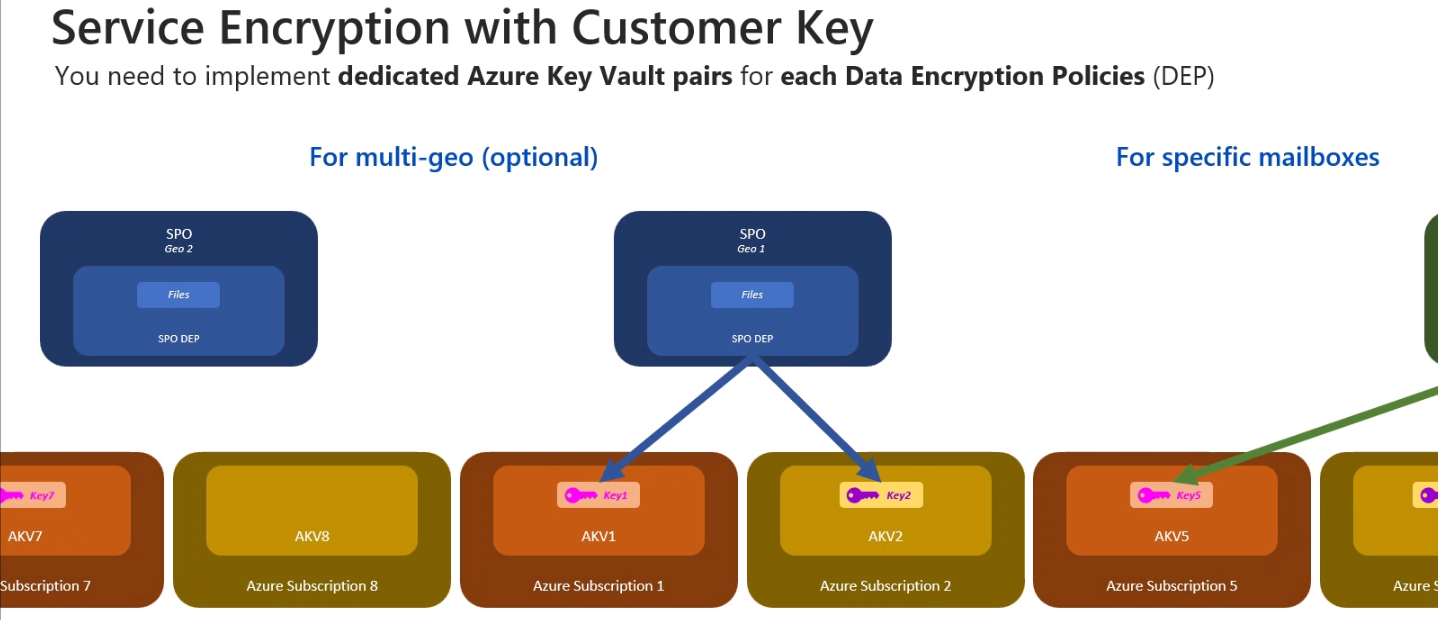 Service Encryption with Customer Key
You need to implement dedicated Azure Key Vault pairs for each Data Encryption Policies (DEP)
For multi-geo (optional)
For specific mailboxes
SPO
Geo 2
Files
SPO DEP
SPO
Geo 1
Files
SPO DEP
Key7
AKV7
Subscription 7
AKV8
Azure Subscription 8
Key1
AKV1
Azure Subscription 1
Key2
AKV2
Azure Subscription 2
Key5
AKV5
Azure Subscription 5
Azure S